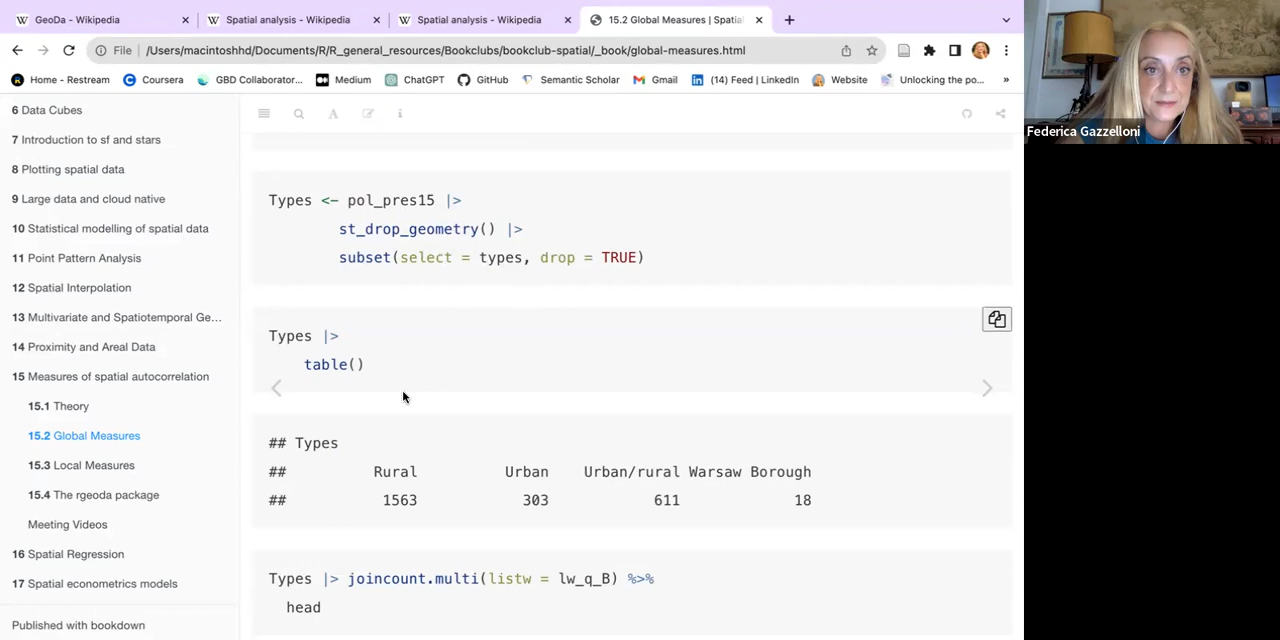 GeoDa - Wikipedia
Spatial analysis - Wikipedia
Spatial analysis - Wikipedia
15.2 Global Measures | Spatial
File /Users/macintoshhd/Documents/R/R_general_resources/Bookclubs/bookclub-spatial/_book/global-measures.html
Home - Restream Coursera GBD Collaborator... Medium ChatGPT GitHub Semantic Scholar Gmail (14) Feed | LinkedIn Website Unlocking the po... »
Federica Gazzelloni
6 Data Cubes
7 Introduction to sf and stars
8 Plotting spatial data
9 Large data and cloud native
10 Statistical modelling of spatial data
11 Point Pattern Analysis
12 Spatial Interpolation
13 Multivariate and Spatiotemporal Ge...
14 Proximity and Areal Data
15 Measures of spatial autocorrelation
15.1 Theory
15.2 Global Measures
15.3 Local Measures
15.4 The rgeoda package
Meeting Videos
16 Spatial Regression
17 Spatial econometrics models
Published with bookdown
Types <- pol_pres15 |>
st_drop_geometry() |>
subset(select = types, drop = TRUE)
Types |>
table()
## Types
## Rural Urban Urban/rural Warsaw Borough
## 1563 303 611 18
Types |> joincount.multi(listw = lw_q_B) %>%
head